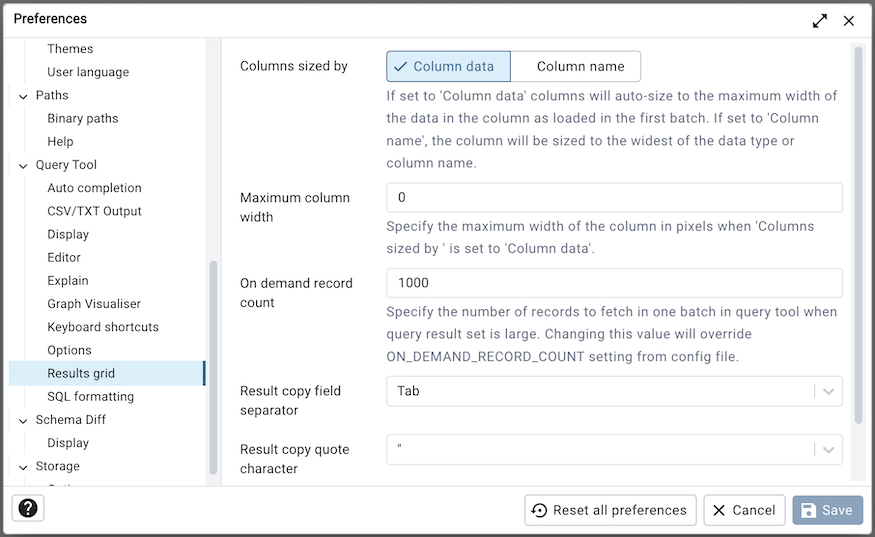 Preferences
Themes
User language
Paths
Binary paths
Help
Query Tool
Auto completion
CSV/TXT Output
Display
Editor
Explain
Graph Visualiser
Keyboard shortcuts
Options
Results grid
SQL formatting
Schema Diff
Display
Storage
Columns sized by
Column data
Column name
If set to 'Column data' columns will auto-size to the maximum width of
the data in the column as loaded in the first batch. If set to 'Column
name', the column will be sized to the widest of the data type or
column name.
Maximum column
width
0
Specify the maximum width of the column in pixels when 'Columns
sized by ' is set to 'Column data'.
On demand record
count
1000
Specify the number of records to fetch in one batch in query tool when
query result set is large. Changing this value will override
ON_DEMAND_RECORD_COUNT setting from config file.
Result copy field
separator
Tab
Result copy quote
character
"
?
Reset all preferences
Cancel
Save